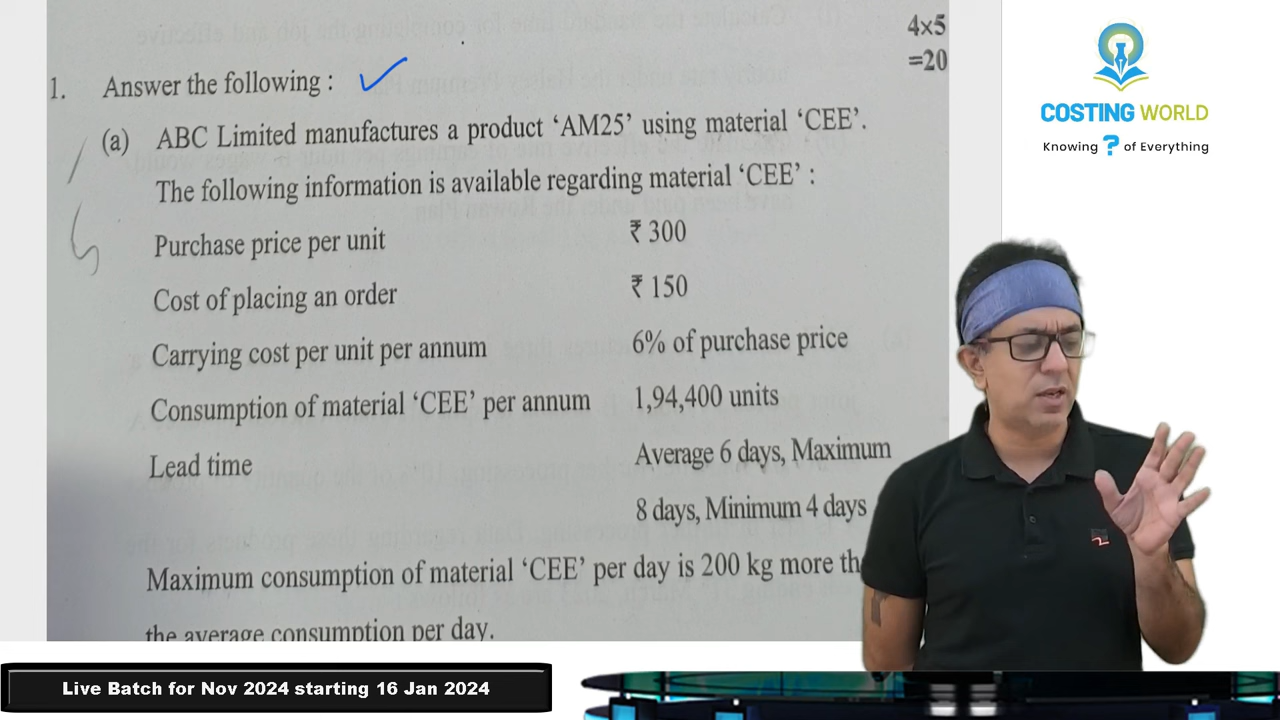 4×5
=20
1. Answer the following :
(a) ABC Limited manufactures a product ‘AM25’ using material ‘CEE’.
The following information is available regarding material ‘CEE’ :
Purchase price per unit ₹ 300
Cost of placing an order ₹ 150
Carrying cost per unit per annum 6% of purchase price
Consumption of material ‘CEE’ per annum 1,94,400 units
Lead time Average 6 days, Maximum
8 days, Minimum 4 days
Maximum consumption of material ‘CEE’ per day is 200 kg more
the average consumption per day.
COSTING WORLD
Knowing ? of Everything
Live Batch for Nov 2024 starting 16 Jan 2024